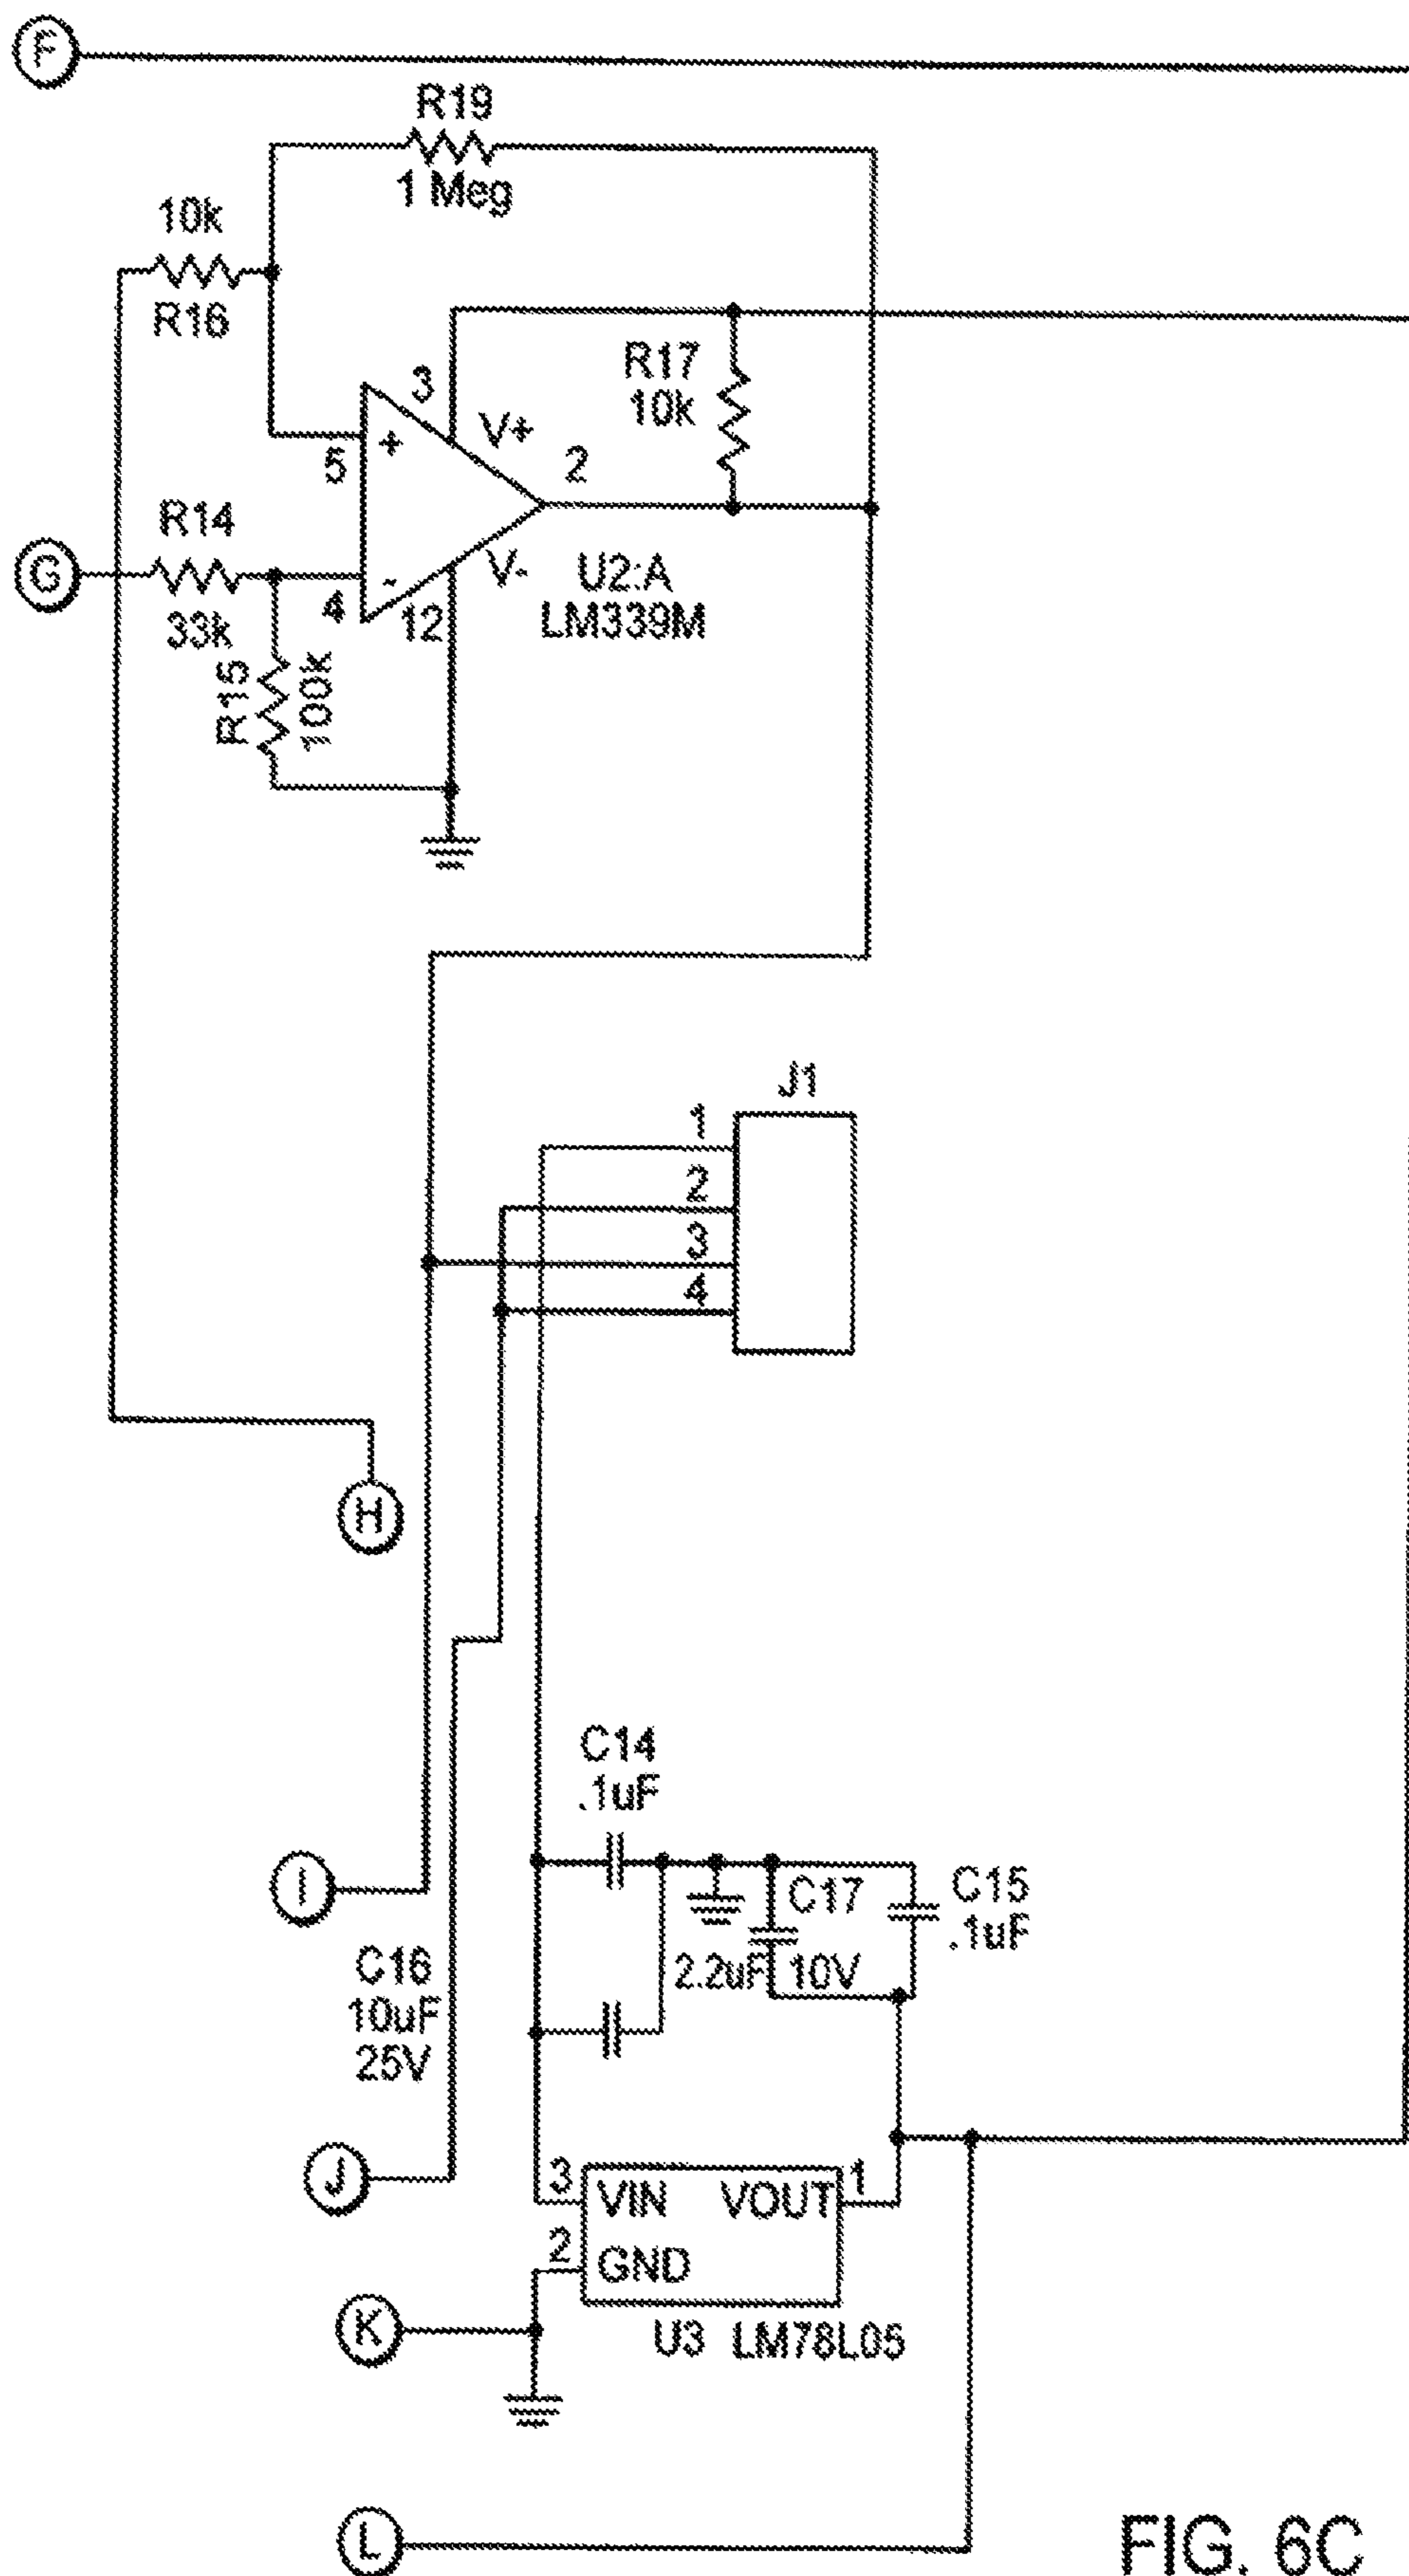 F
R19
1 Meg
10k
R16
3
V+
R17
10k
5
+
2
R14
G
-
4
33k
12
V-
U2:A
LM339M
R15
100k
J1
1
2
3
4
H
C14
.1uF
I
C17
C15
.1uF
2.2uF 10V
C16
10uF
25V
J
3
VIN VOUT
1
2
GND
K
U3 LM78L05
L
FIG. 6C